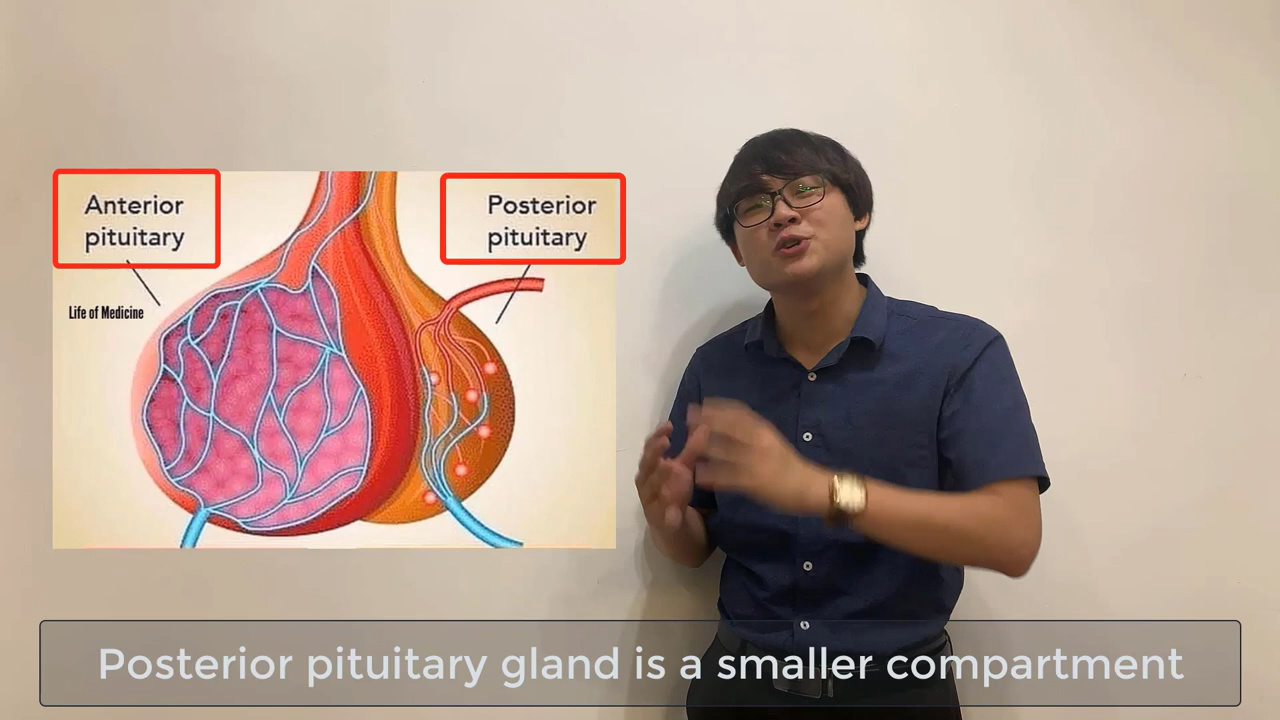 Anterior
pituitary
Posterior
pituitary
Life of Medicine
Posterior pituitary gland is a smaller compartment